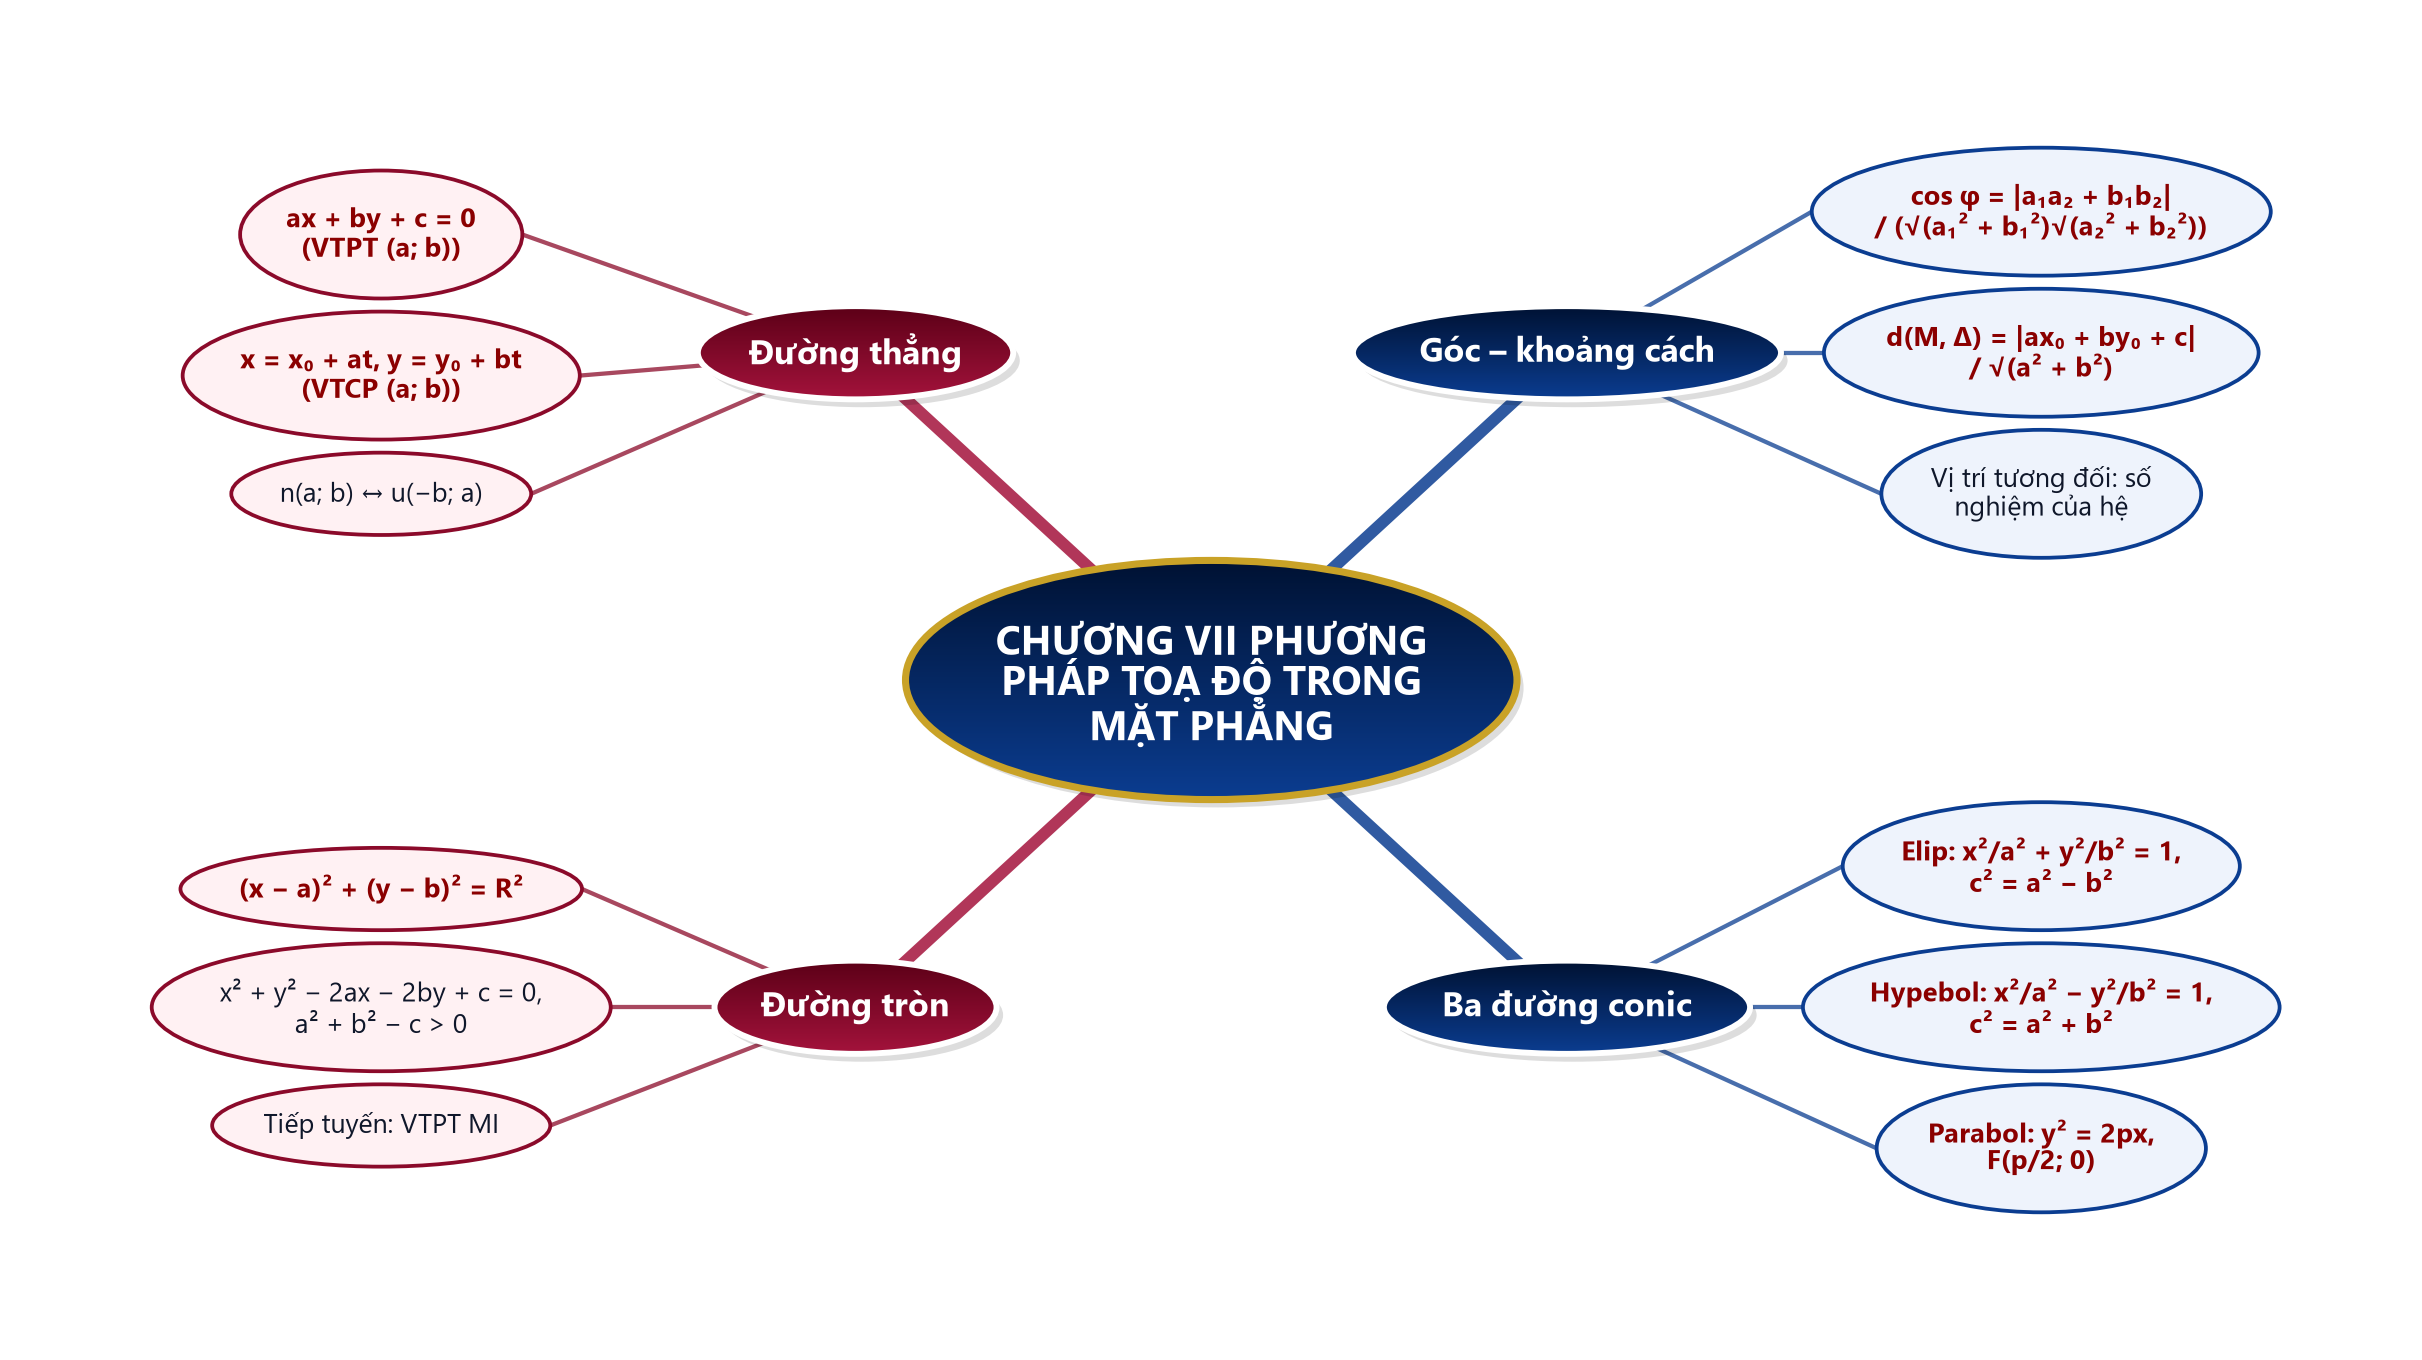 ax + by + c = 0
(VTPT (a; b))
x = x₀ + at, y = y₀ + bt
(VTCP (a; b))
n(a; b) ↔ u(−b; a)
Đường thẳng
Góc – khoảng cách
cos φ = |a₁a₂ + b₁b₂|
/ (√(a₁² + b₁²)√(a₂² + b₂²))
d(M, Δ) = |ax₀ + by₀ + c|
/ √(a² + b²)
Vị trí tương đối: số
nghiệm của hệ
CHƯƠNG VII PHƯƠNG
PHÁP TOẠ ĐỘ TRONG
MẶT PHẲNG
(x − a)² + (y − b)² = R²
x² + y² − 2ax − 2by + c = 0,
a² + b² − c > 0
Tiếp tuyến: VTPT MI
Đường tròn
Ba đường conic
Elip: x²/a² + y²/b² = 1,
c² = a² − b²
Hypebol: x²/a² − y²/b² = 1,
c² = a² + b²
Parabol: y² = 2px,
F(p/2; 0)